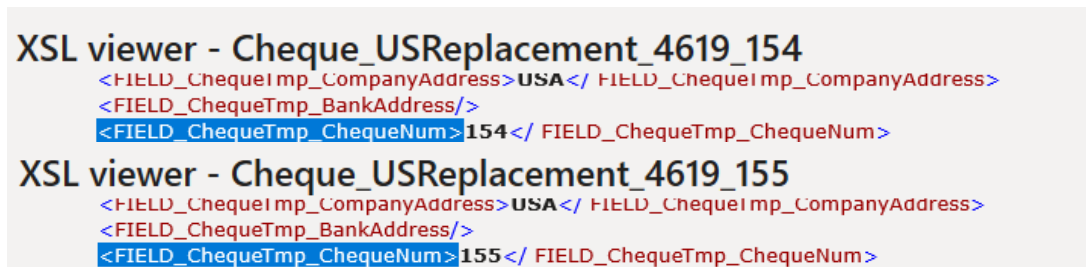 XSL viewer - Cheque_USReplacement_4619_154
<FIELD_ChequeTmp_CompanyAddress>USA</ FIELD_ChequeTmp_CompanyAddress>
<FIELD_ChequeTmp_BankAddress/>
<FIELD_ChequeTmp_ChequeNum>154</ FIELD_ChequeTmp_ChequeNum>
XSL viewer - Cheque_USReplacement_4619_155
<FIELD_ChequeTmp_CompanyAddress>USA</ FIELD_ChequeTmp_CompanyAddress>
<FIELD_ChequeTmp_BankAddress/>
<FIELD_ChequeTmp_ChequeNum>155</ FIELD_ChequeTmp_ChequeNum>